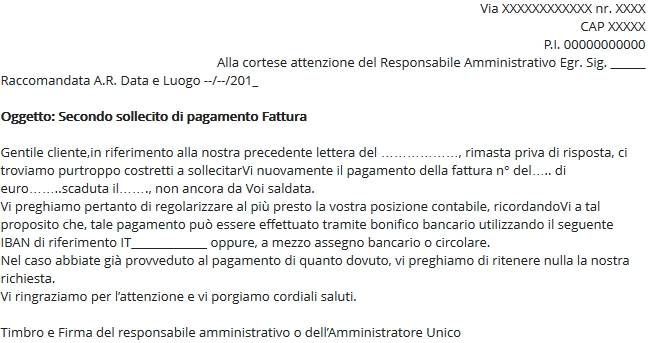 Via XXXXXXXXXXXX nr. XXXX
CAP XXXXX
P.I. 00000000000
Alla cortese attenzione del Responsabile Amministrativo Egr. Sig. ______
Raccomandata A.R. Data e Luogo --/--/201_
Oggetto: Secondo sollecito di pagamento Fattura
Gentile cliente,in riferimento alla nostra precedente lettera del ………………, rimasta priva di risposta, ci
troviamo purtroppo costretti a sollecitarVi nuovamente il pagamento della fattura n° del….. di
euro……..scaduta il……., non ancora da Voi saldata.
Vi preghiamo pertanto di regolarizzare al più presto la vostra posizione contabile, ricordandoVi a tal
proposito che, tale pagamento può essere effettuato tramite bonifico bancario utilizzando il seguente
IBAN di riferimento IT_____________ oppure, a mezzo assegno bancario o circolare.
Nel caso abbiate già provveduto al pagamento di quanto dovuto, vi preghiamo di ritenere nulla la nostra
richiesta.
Vi ringraziamo per l’attenzione e vi porgiamo cordiali saluti.
Timbro e Firma del responsabile amministrativo o dell’Amministratore Unico